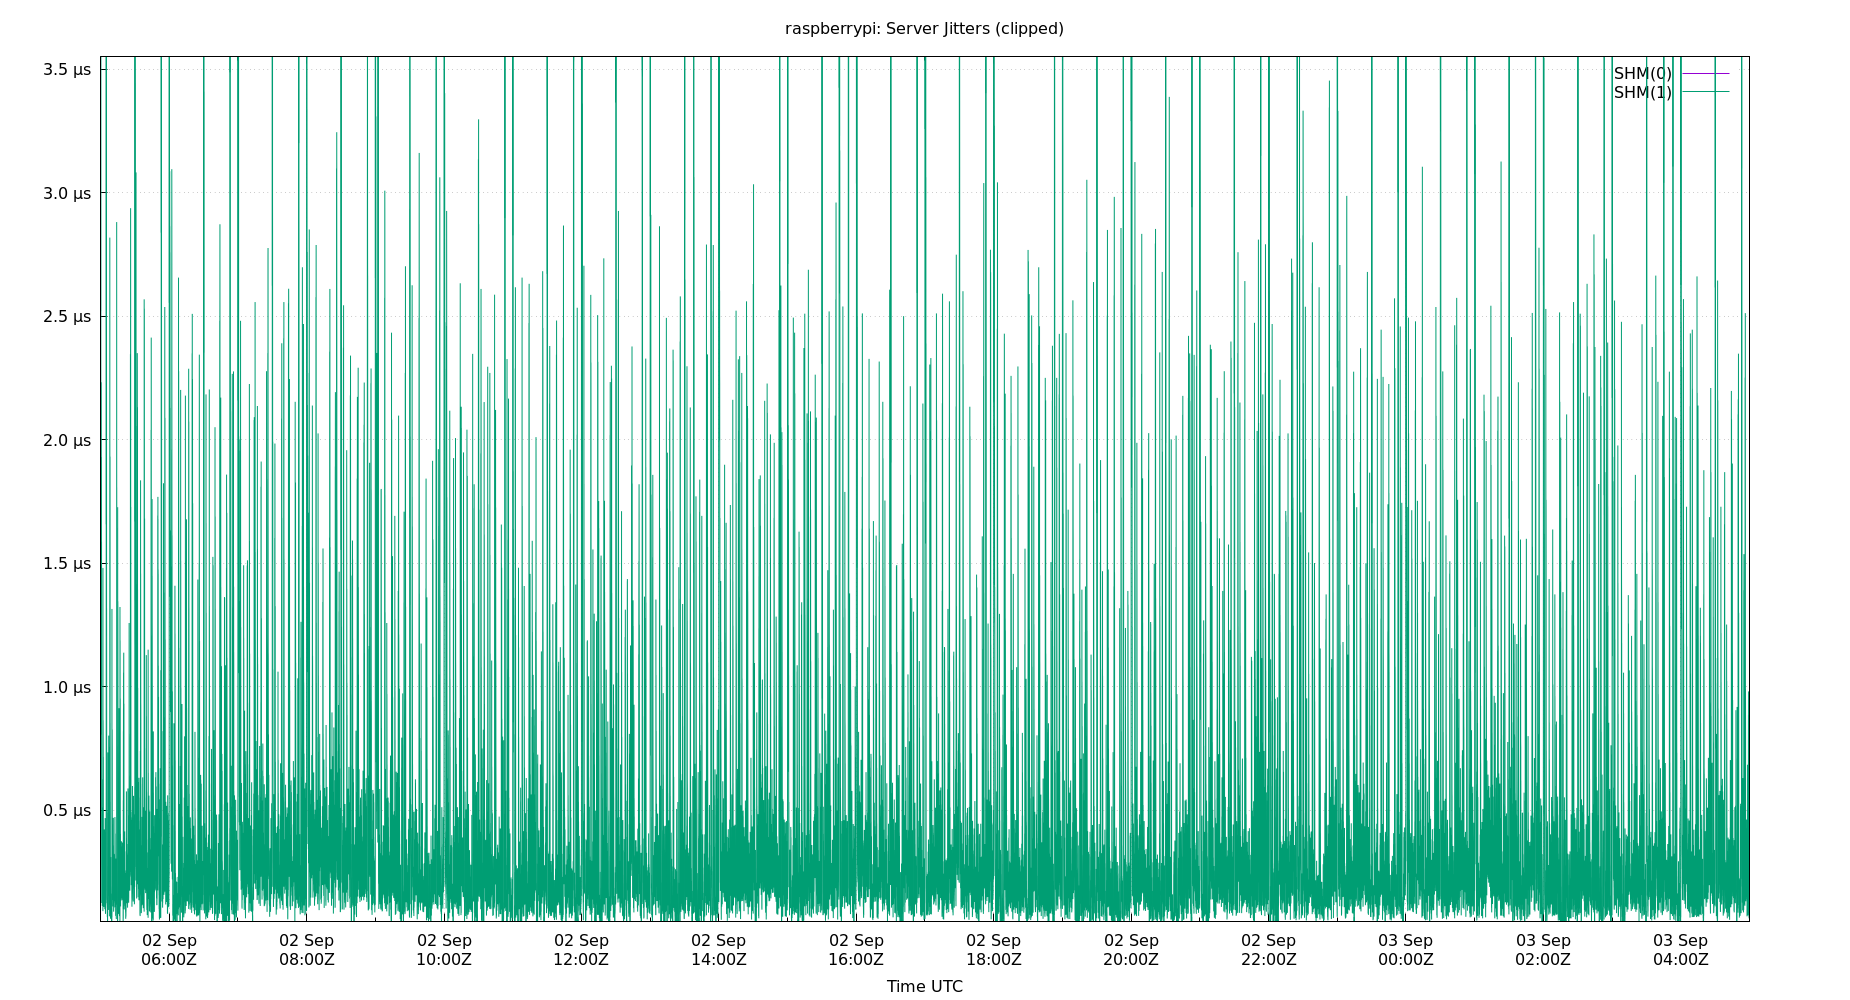 raspberrypi: Server Jitters (clipped)
3.5 µs
3.0 µs
2.5 µs
2.0 µs
1.5 µs
1.0 µs
0.5 µs
SHM(0)
SHM(1)
02 Sep 02 Sep 02 Sep 02 Sep 02 Sep 02 Sep 02 Sep 02 Sep 02 Sep 03 Sep 03 Sep 03 Sep
06:00Z 08:00Z 10:00Z 12:00Z 14:00Z 16:00Z 18:00Z 20:00Z 22:00Z 00:00Z 02:00Z 04:00Z
Time UTC